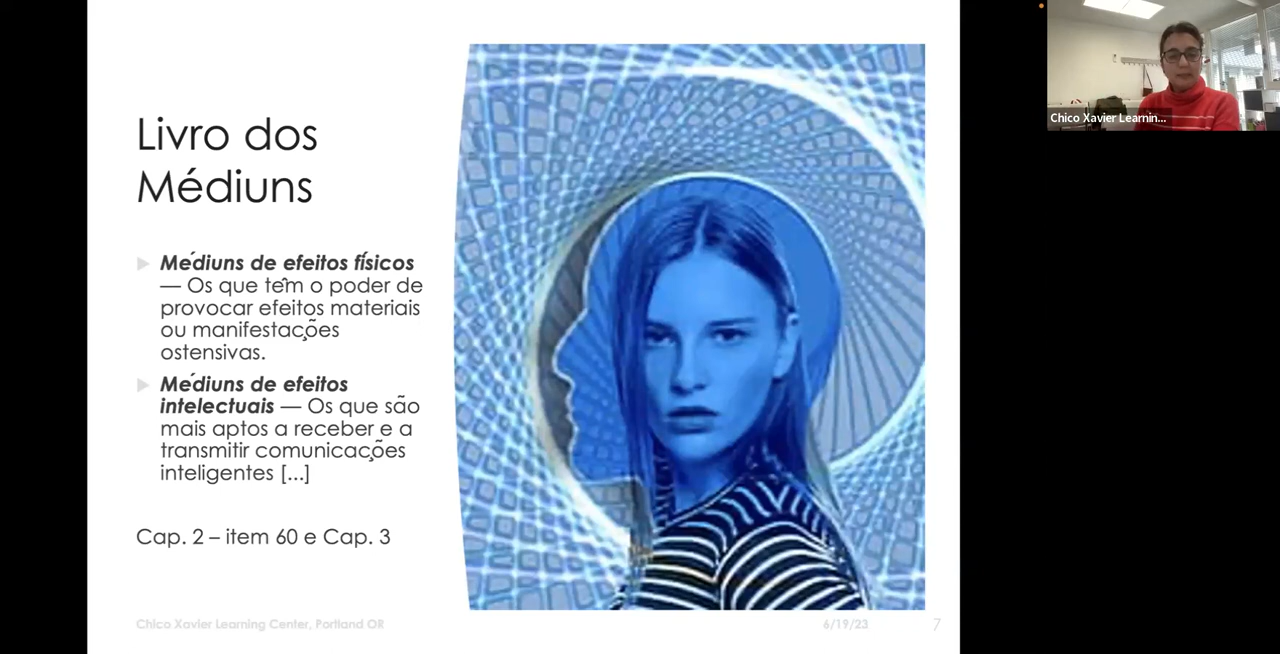 Livro dos
Médiuns
Médiuns de efeitos físicos
— Os que têm o poder de
provocar efeitos materiais
ou manifestações
ostensivas.
Médiuns de efeitos
intelectuais — Os que são
mais aptos a receber e a
transmitir comunicações
inteligentes [...]
Cap. 2 – item 60 e Cap. 3
Chico Xavier Learning Center, Portland OR
6/19/23
7
Chico Xavier Learnin...